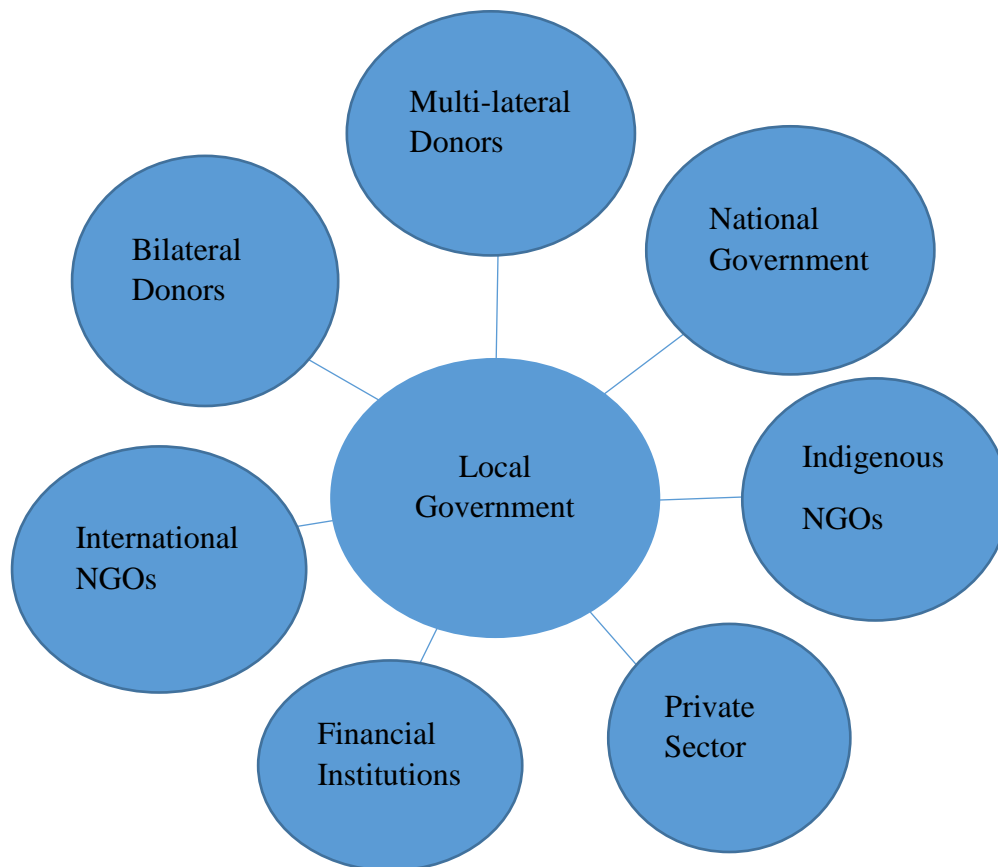 Multi-lateral
Donors
National
Government
Bilateral
Donors
Local
Government
Indigenous
NGOs
International
NGOs
Private
Sector
Financial
Institutions